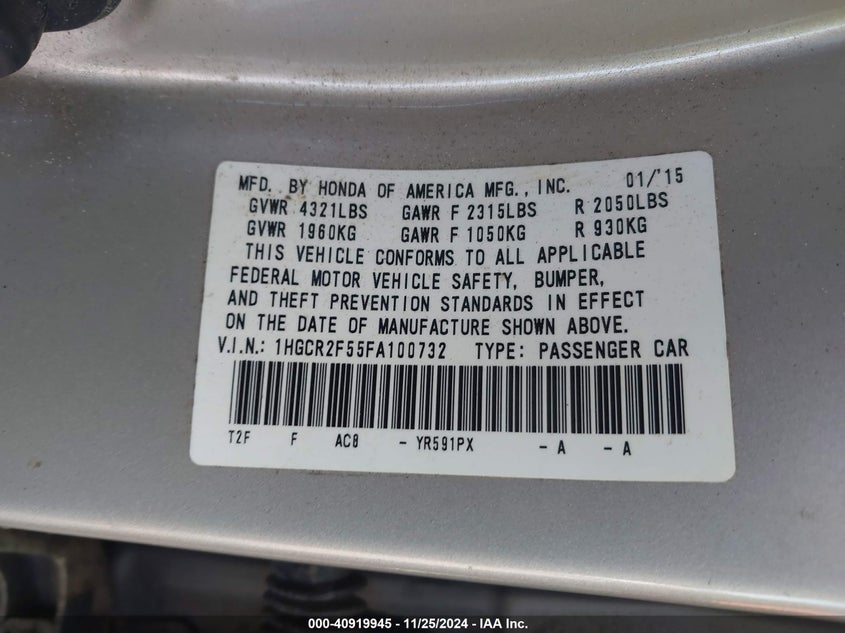 MFD. BY HONDA OF AMERICA MFG., INC. 01/'15
GVWR 4321LBS GAWR F 2315LBS R 2050LBS
GVWR 1960KG GAWR F 1050KG R 930KG
THIS VEHICLE CONFORMS TO ALL APPLICABLE
FEDERAL MOTOR VEHICLE SAFETY, BUMPER,
AND THEFT PREVENTION STANDARDS IN EFFECT
ON THE DATE OF MANUFACTURE SHOWN ABOVE.
V.I.N.: 1HGCR2F55FA100732 TYPE: PASSENGER CAR
T2F F AC8 - YR591PX - A - A
000-40919945 - 11/25/2024 - IAA Inc.